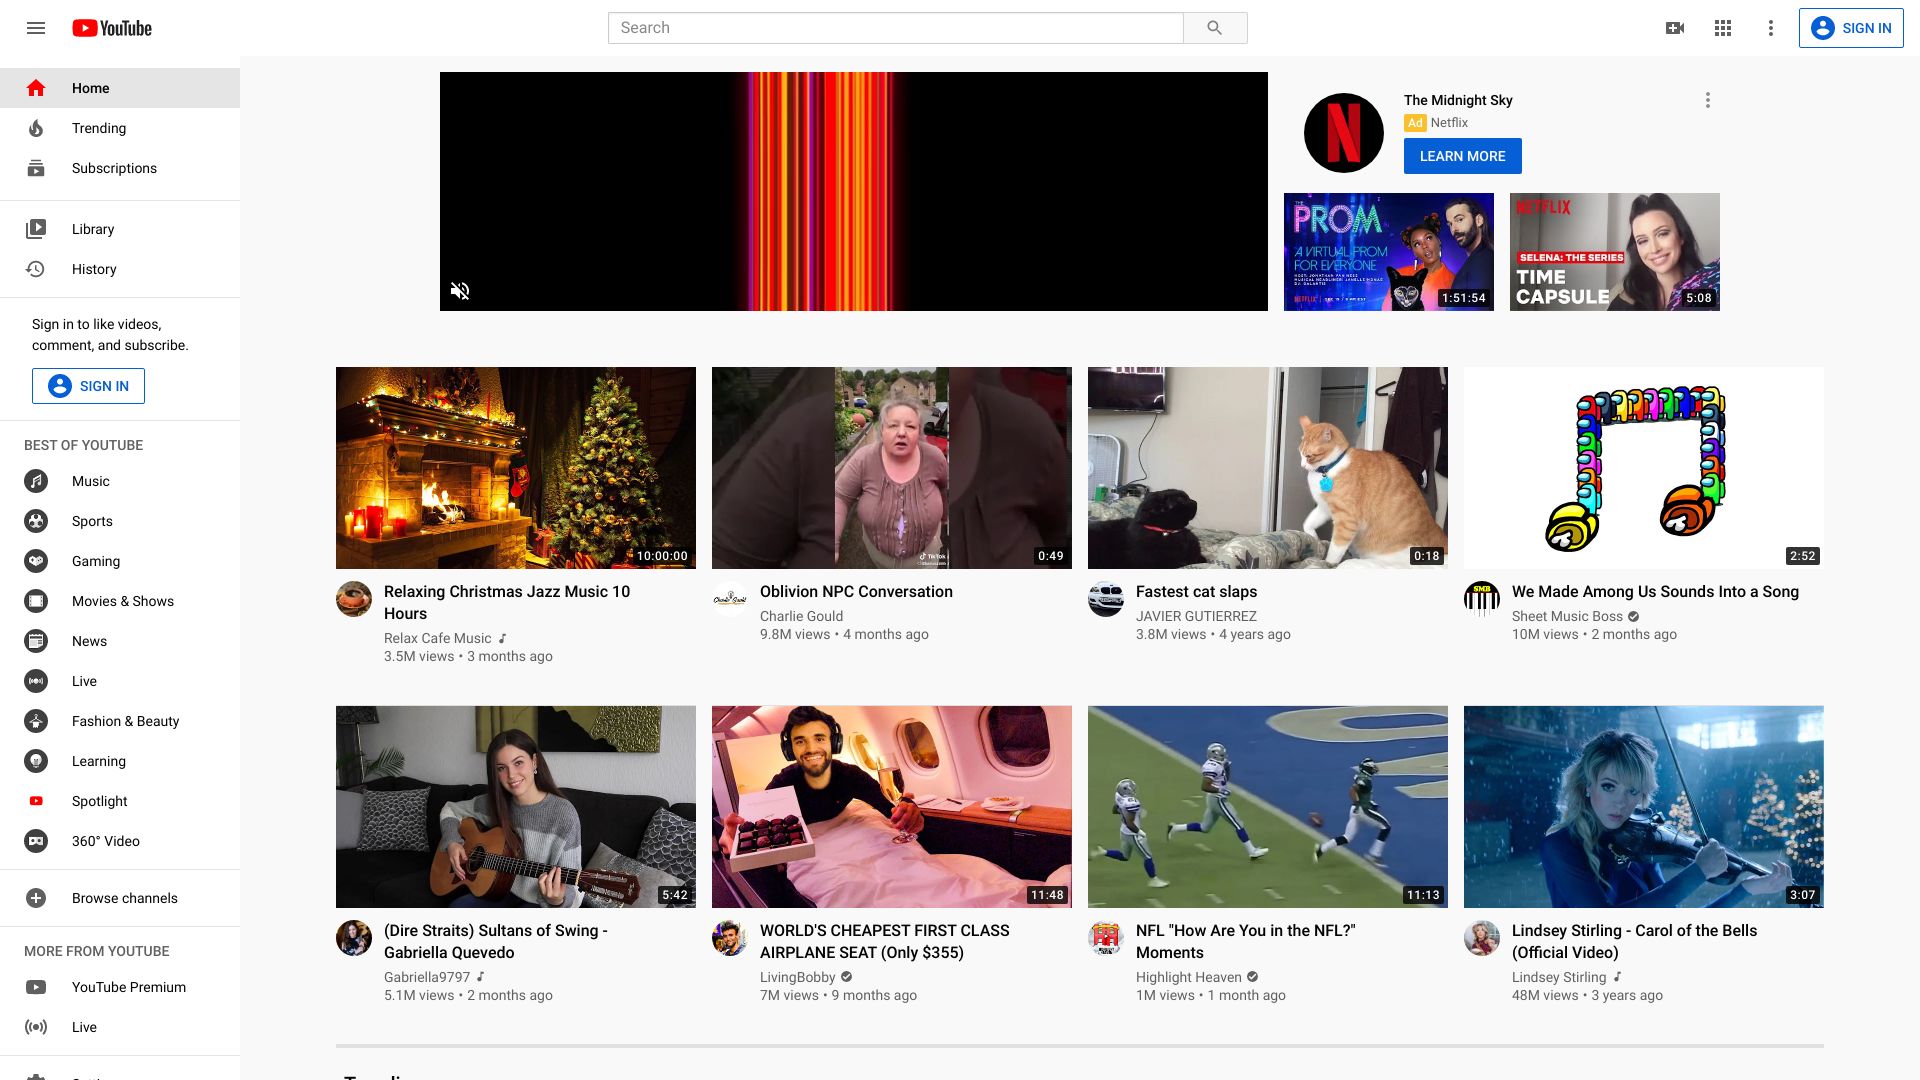 YouTube
Search
SIGN IN
Home
Trending
Subscriptions
Library
History
Sign in to like videos,
comment, and subscribe.
SIGN IN
BEST OF YOUTUBE
Music
Sports
Gaming
Movies & Shows
News
Live
Fashion & Beauty
Learning
Spotlight
360° Video
Browse channels
MORE FROM YOUTUBE
YouTube Premium
Live
The Midnight Sky
Ad Netflix
LEARN MORE
THE
PROM
A VIRTUAL PROM
FOR EVERYONE
NETFLIX
1:51:54
NETFLIX
SELENA: THE SERIES
TIME
CAPSULE
5:08
10:00:00
Relaxing Christmas Jazz Music 10
Hours
Relax Cafe Music
3.5M views • 3 months ago
TikTok
0:49
Oblivion NPC Conversation
Charlie Gould
9.8M views • 4 months ago
0:18
Fastest cat slaps
JAVIER GUTIERREZ
3.8M views • 4 years ago
2:52
SMB
We Made Among Us Sounds Into a Song
Sheet Music Boss
10M views • 2 months ago
5:42
(Dire Straits) Sultans of Swing -
Gabriella Quevedo
Gabriella9797
5.1M views • 2 months ago
11:48
WORLD'S CHEAPEST FIRST CLASS
AIRPLANE SEAT (Only $355)
LivingBobby
7M views • 9 months ago
11:13
NFL "How Are You in the NFL?"
Moments
Highlight Heaven
1M views • 1 month ago
3:07
Lindsey Stirling - Carol of the Bells
(Official Video)
Lindsey Stirling
48M views • 3 years ago